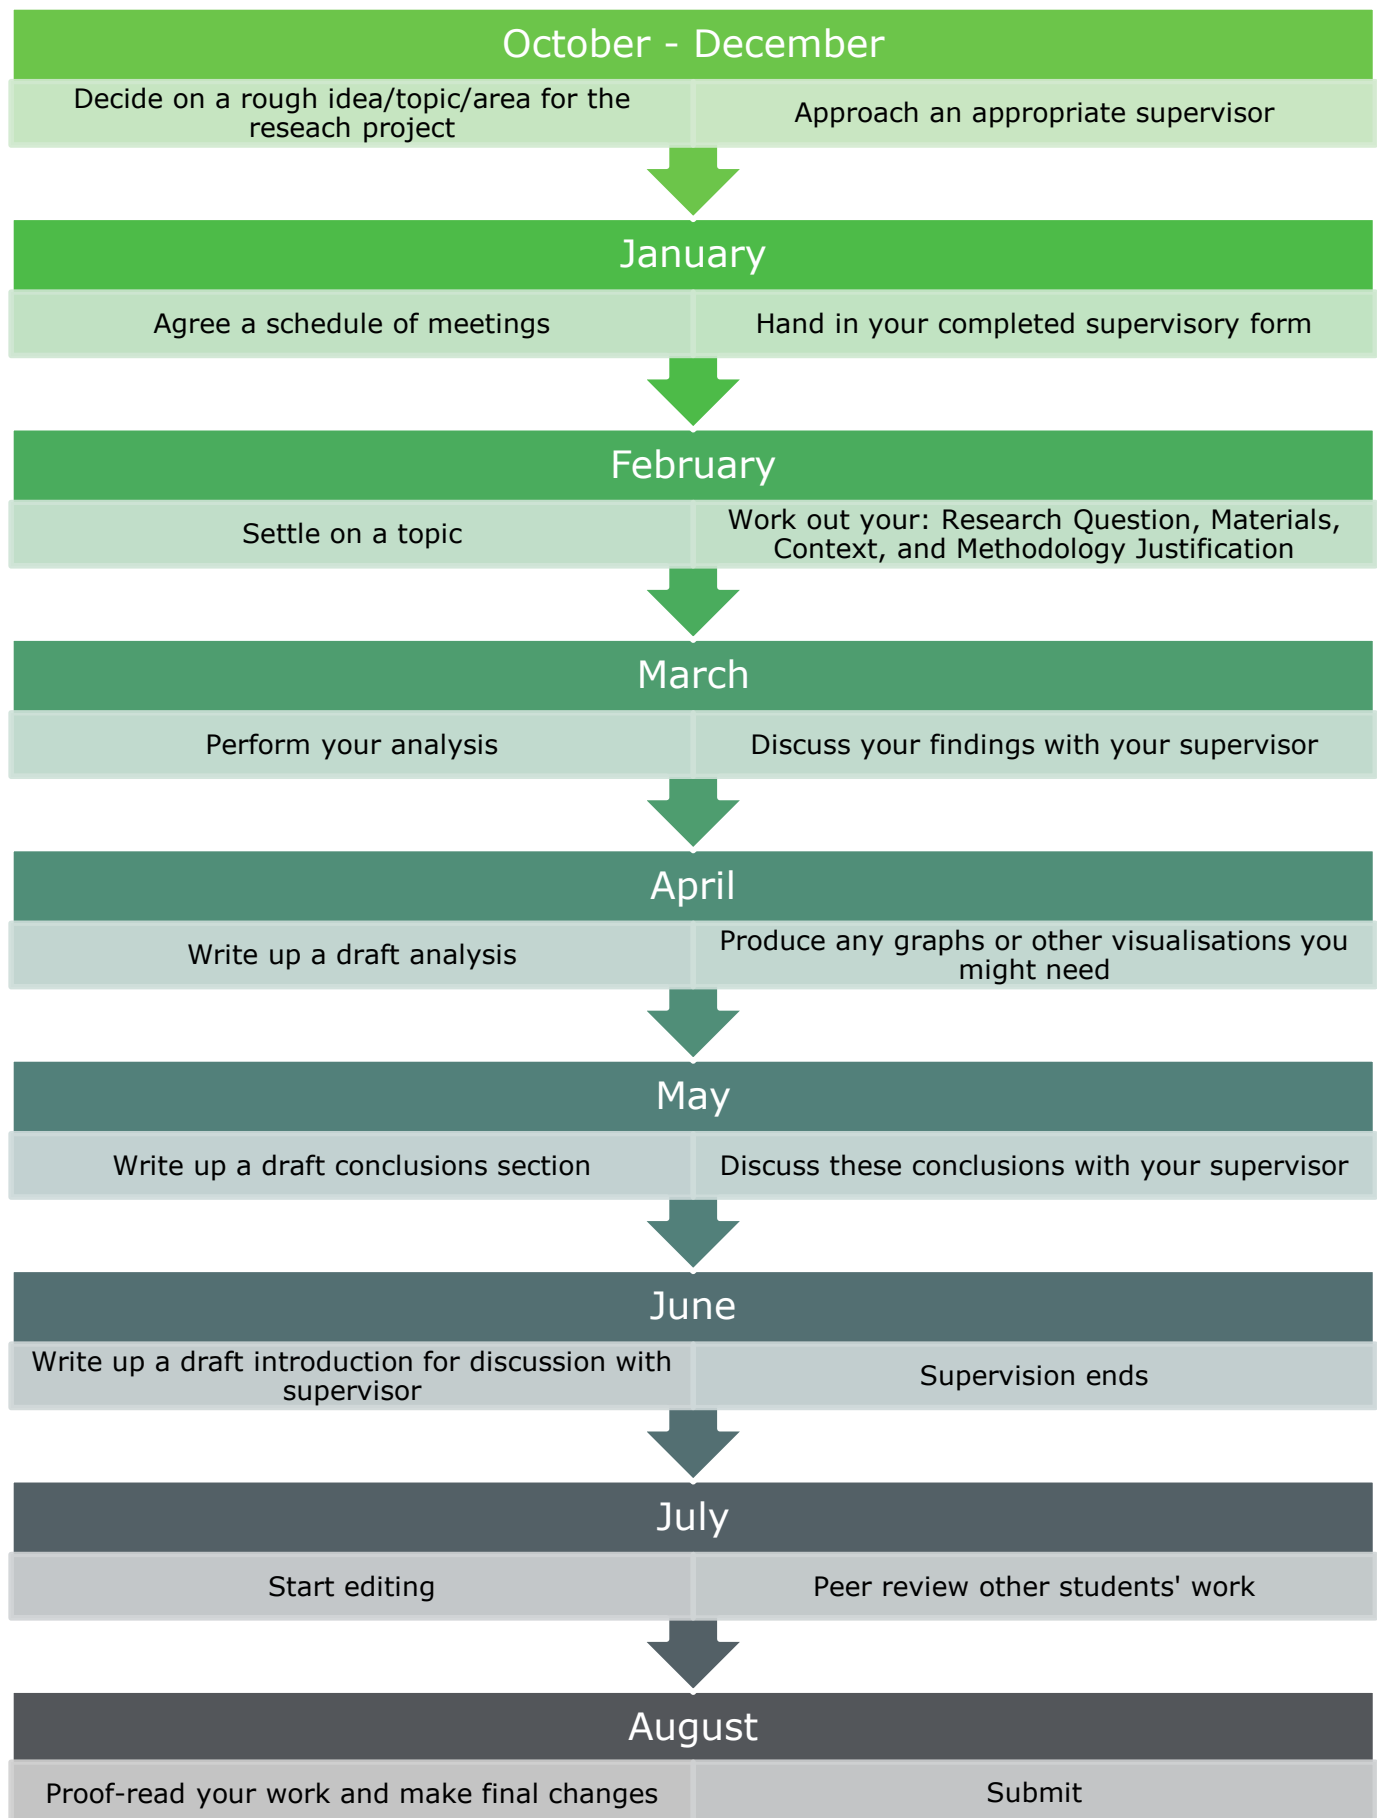 October - December
Decide on a rough idea/topic/area for the
reseach project
Approach an appropriate supervisor
January
Agree a schedule of meetings
Hand in your completed supervisory form
February
Settle on a topic
Work out your: Research Question, Materials,
Context, and Methodology Justification
March
Perform your analysis
Discuss your findings with your supervisor
April
Write up a draft analysis
Produce any graphs or other visualisations you
might need
May
Write up a draft conclusions section
Discuss these conclusions with your supervisor
June
Write up a draft introduction for discussion with
supervisor
Supervision ends
July
Start editing
Peer review other students' work
August
Proof-read your work and make final changes
Submit